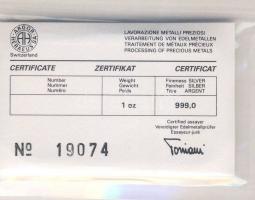 ARGOR HERAEUS
Switzerland
LAVORAZIONE METALLI PREZIOSI
VERARBEITUNG VON EDELMETALLEN
TRAITEMENT DE MÉTAUX PRÉCIEUX
PROCESSING OF PRECIOUS METALS
CERTIFICATE ZERTIFIKAT CERTIFICAT
Number Weight Fineness SILVER
Nummer Gewicht Feinheit SILBER
Numéro Poids Titre ARGENT
1 oz 999,0
Certified assayer
Vereidigter Edelmetallprüfer
Essayeur-juré
No 19074